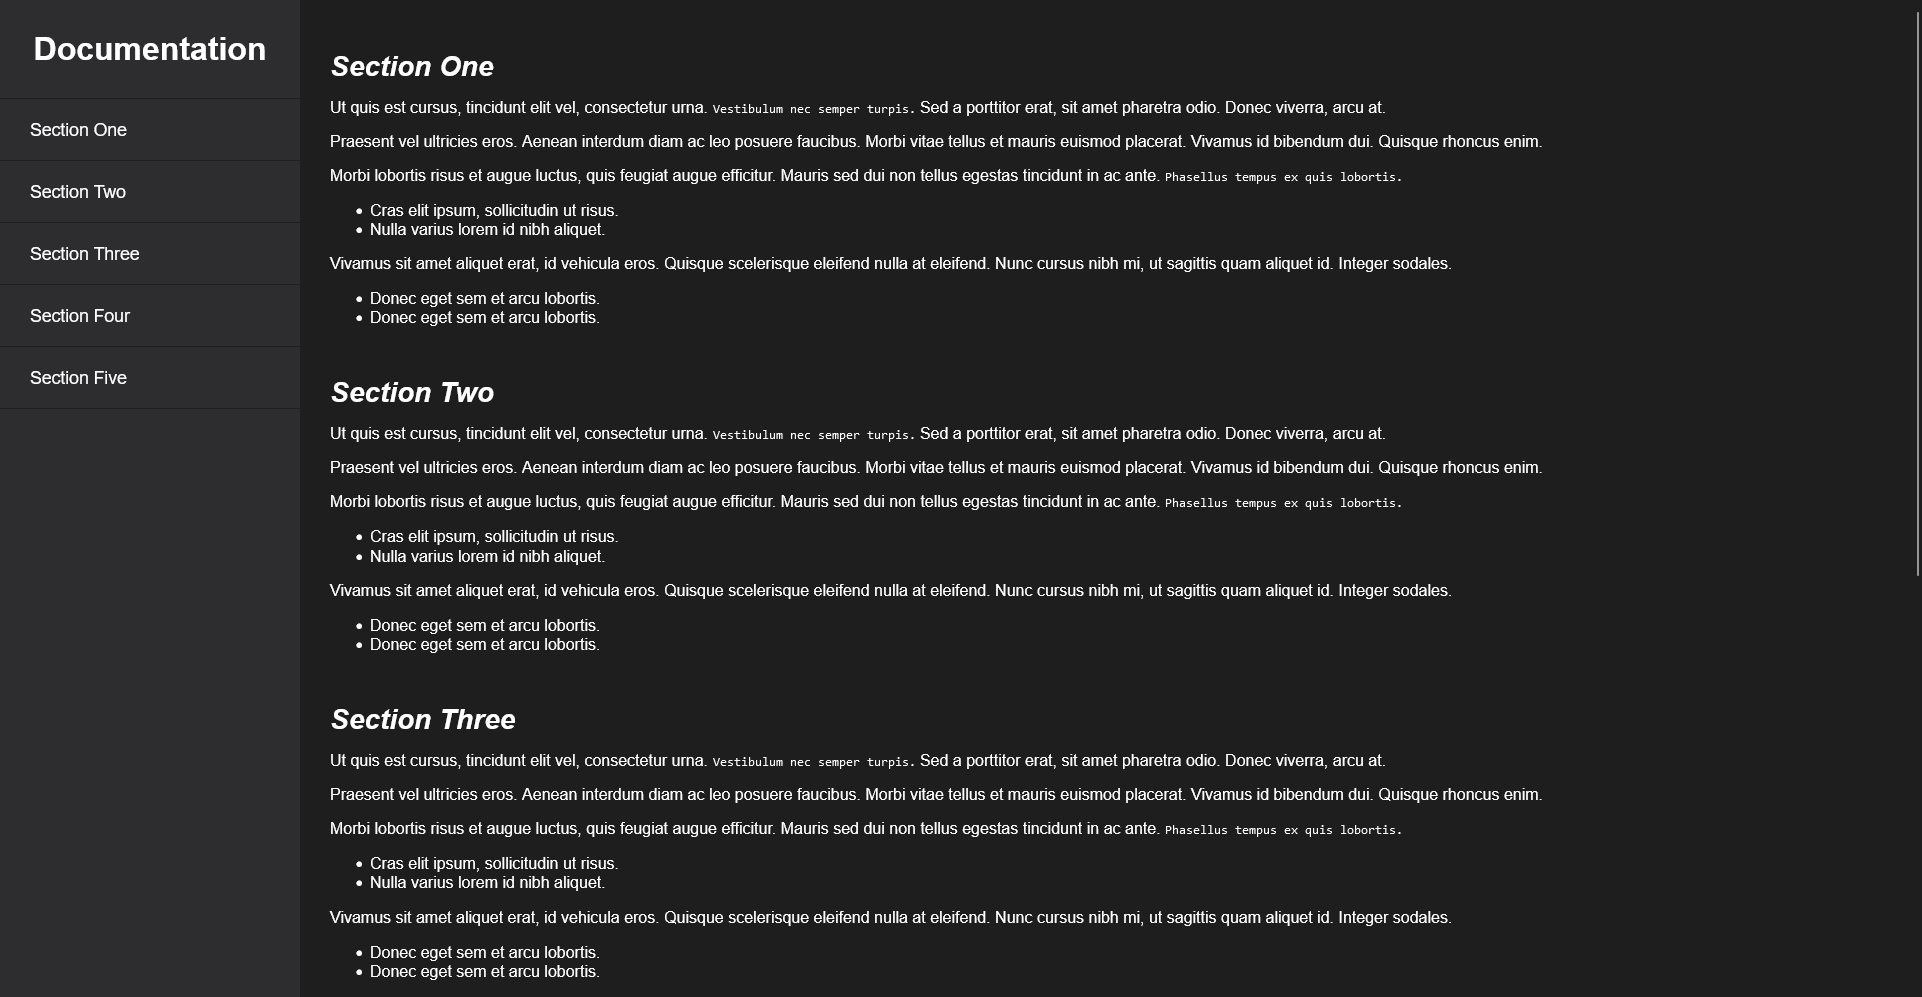 Documentation
Section One
Section Two
Section Three
Section Four
Section Five
Section One
Ut quis est cursus, tincidunt elit vel, consectetur urna. Vestibulum nec semper turpis. Sed a porttitor erat, sit amet pharetra odio. Donec viverra, arcu at.
Praesent vel ultricies eros. Aenean interdum diam ac leo posuere faucibus. Morbi vitae tellus et mauris euismod placerat. Vivamus id bibendum dui. Quisque rhoncus enim.
Morbi lobortis risus et augue luctus, quis feugiat augue efficitur. Mauris sed dui non tellus egestas tincidunt in ac ante. Phasellus tempus ex quis lobortis.
• Cras elit ipsum, sollicitudin ut risus.
• Nulla varius lorem id nibh aliquet.
Vivamus sit amet aliquet erat, id vehicula eros. Quisque scelerisque eleifend nulla at eleifend. Nunc cursus nibh mi, ut sagittis quam aliquet id. Integer sodales.
• Donec eget sem et arcu lobortis.
• Donec eget sem et arcu lobortis.
Section Two
Ut quis est cursus, tincidunt elit vel, consectetur urna. Vestibulum nec semper turpis. Sed a porttitor erat, sit amet pharetra odio. Donec viverra, arcu at.
Praesent vel ultricies eros. Aenean interdum diam ac leo posuere faucibus. Morbi vitae tellus et mauris euismod placerat. Vivamus id bibendum dui. Quisque rhoncus enim.
Morbi lobortis risus et augue luctus, quis feugiat augue efficitur. Mauris sed dui non tellus egestas tincidunt in ac ante. Phasellus tempus ex quis lobortis.
• Cras elit ipsum, sollicitudin ut risus.
• Nulla varius lorem id nibh aliquet.
Vivamus sit amet aliquet erat, id vehicula eros. Quisque scelerisque eleifend nulla at eleifend. Nunc cursus nibh mi, ut sagittis quam aliquet id. Integer sodales.
• Donec eget sem et arcu lobortis.
• Donec eget sem et arcu lobortis.
Section Three
Ut quis est cursus, tincidunt elit vel, consectetur urna. Vestibulum nec semper turpis. Sed a porttitor erat, sit amet pharetra odio. Donec viverra, arcu at.
Praesent vel ultricies eros. Aenean interdum diam ac leo posuere faucibus. Morbi vitae tellus et mauris euismod placerat. Vivamus id bibendum dui. Quisque rhoncus enim.
Morbi lobortis risus et augue luctus, quis feugiat augue efficitur. Mauris sed dui non tellus egestas tincidunt in ac ante. Phasellus tempus ex quis lobortis.
• Cras elit ipsum, sollicitudin ut risus.
• Nulla varius lorem id nibh aliquet.
Vivamus sit amet aliquet erat, id vehicula eros. Quisque scelerisque eleifend nulla at eleifend. Nunc cursus nibh mi, ut sagittis quam aliquet id. Integer sodales.
• Donec eget sem et arcu lobortis.
• Donec eget sem et arcu lobortis.